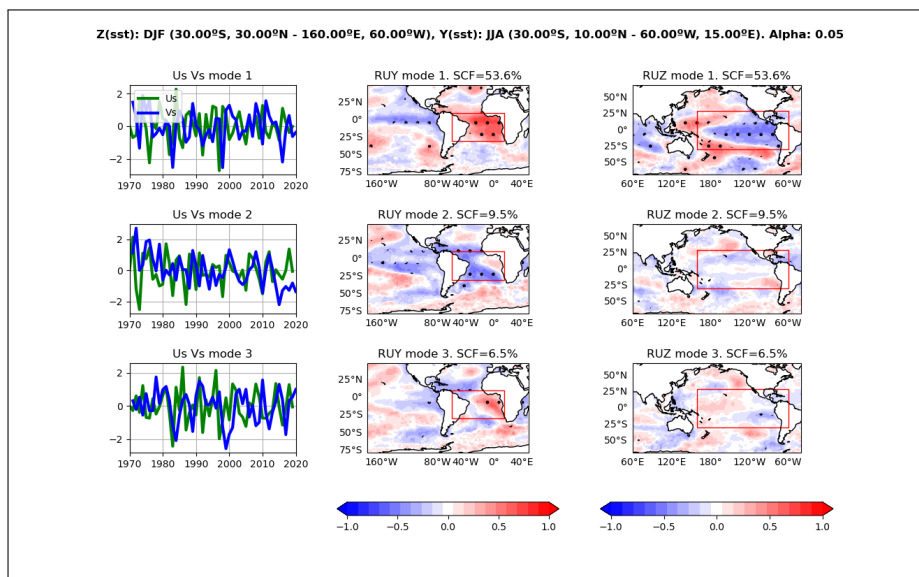 Z(sst): DJF (30.00ºS, 30.00ºN - 160.00ºE, 60.00ºW), Y(sst): JJA (30.00ºS, 10.00ºN - 60.00ºW, 15.00ºE). Alpha: 0.05
Us Vs mode 1
RUY mode 1. SCF=53.6%
RUZ mode 1. SCF=53.6%
Us
Vs
2
0
−2
1970 1980 1990 2000 2010 2020
25°N
0°
25°S
50°S
75°S
160°W 80°W 40°W 0° 40°E
50°N
25°N
0°
25°S
50°S
60°E 120°E 180° 120°W 60°W
Us Vs mode 2
RUY mode 2. SCF=9.5%
RUZ mode 2. SCF=9.5%
2
0
−2
1970 1980 1990 2000 2010 2020
25°N
0°
25°S
50°S
75°S
160°W 80°W 40°W 0° 40°E
50°N
25°N
0°
25°S
50°S
60°E 120°E 180° 120°W 60°W
Us Vs mode 3
RUY mode 3. SCF=6.5%
RUZ mode 3. SCF=6.5%
2
0
−2
1970 1980 1990 2000 2010 2020
25°N
0°
25°S
50°S
75°S
160°W 80°W 40°W 0° 40°E
50°N
25°N
0°
25°S
50°S
60°E 120°E 180° 120°W 60°W
−1.0 −0.5 0.0 0.5 1.0
−1.0 −0.5 0.0 0.5 1.0